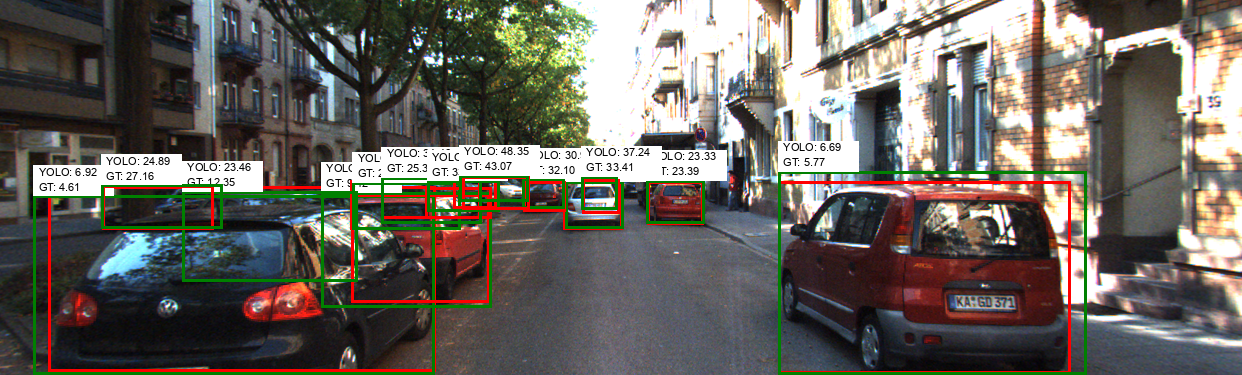 YOLO: 6.92
GT: 4.61
YOLO: 24.89
GT: 27.16
YOLO: 23.46
GT: 12.35
GT: 25.3
YOLO: 48.35
GT: 43.07
32.10
YOLO: 37.24
GT: 33.41
YOLO: 23.33
GT: 23.39
YOLO: 6.69
GT: 5.77
39
KA GD 371
ATOS